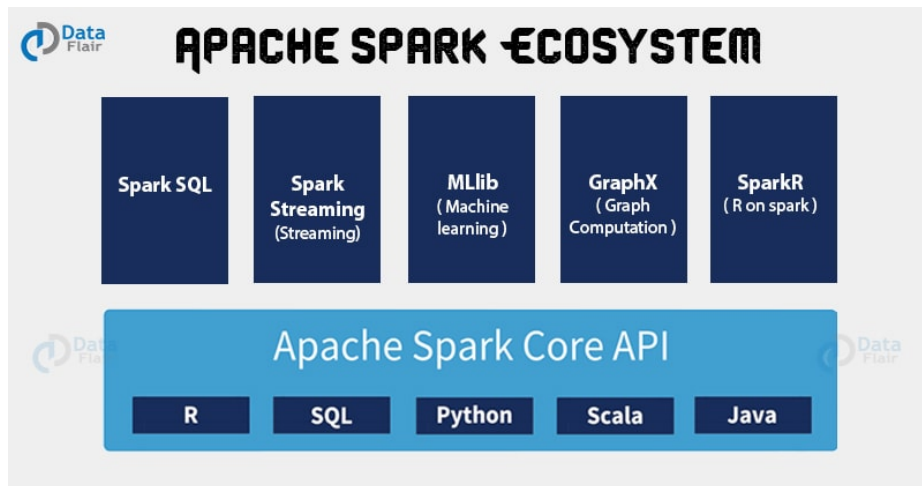 Data
Flair
APACHE SPARK ECOSYSTEM
Spark SQL
Spark
Streaming
(Streaming)
MLlib
( Machine
learning )
GraphX
( Graph
Computation )
SparkR
( R on spark )
Apache Spark Core API
Data
Flair
Data
Flair
R
SQL
Python
Scala
Java